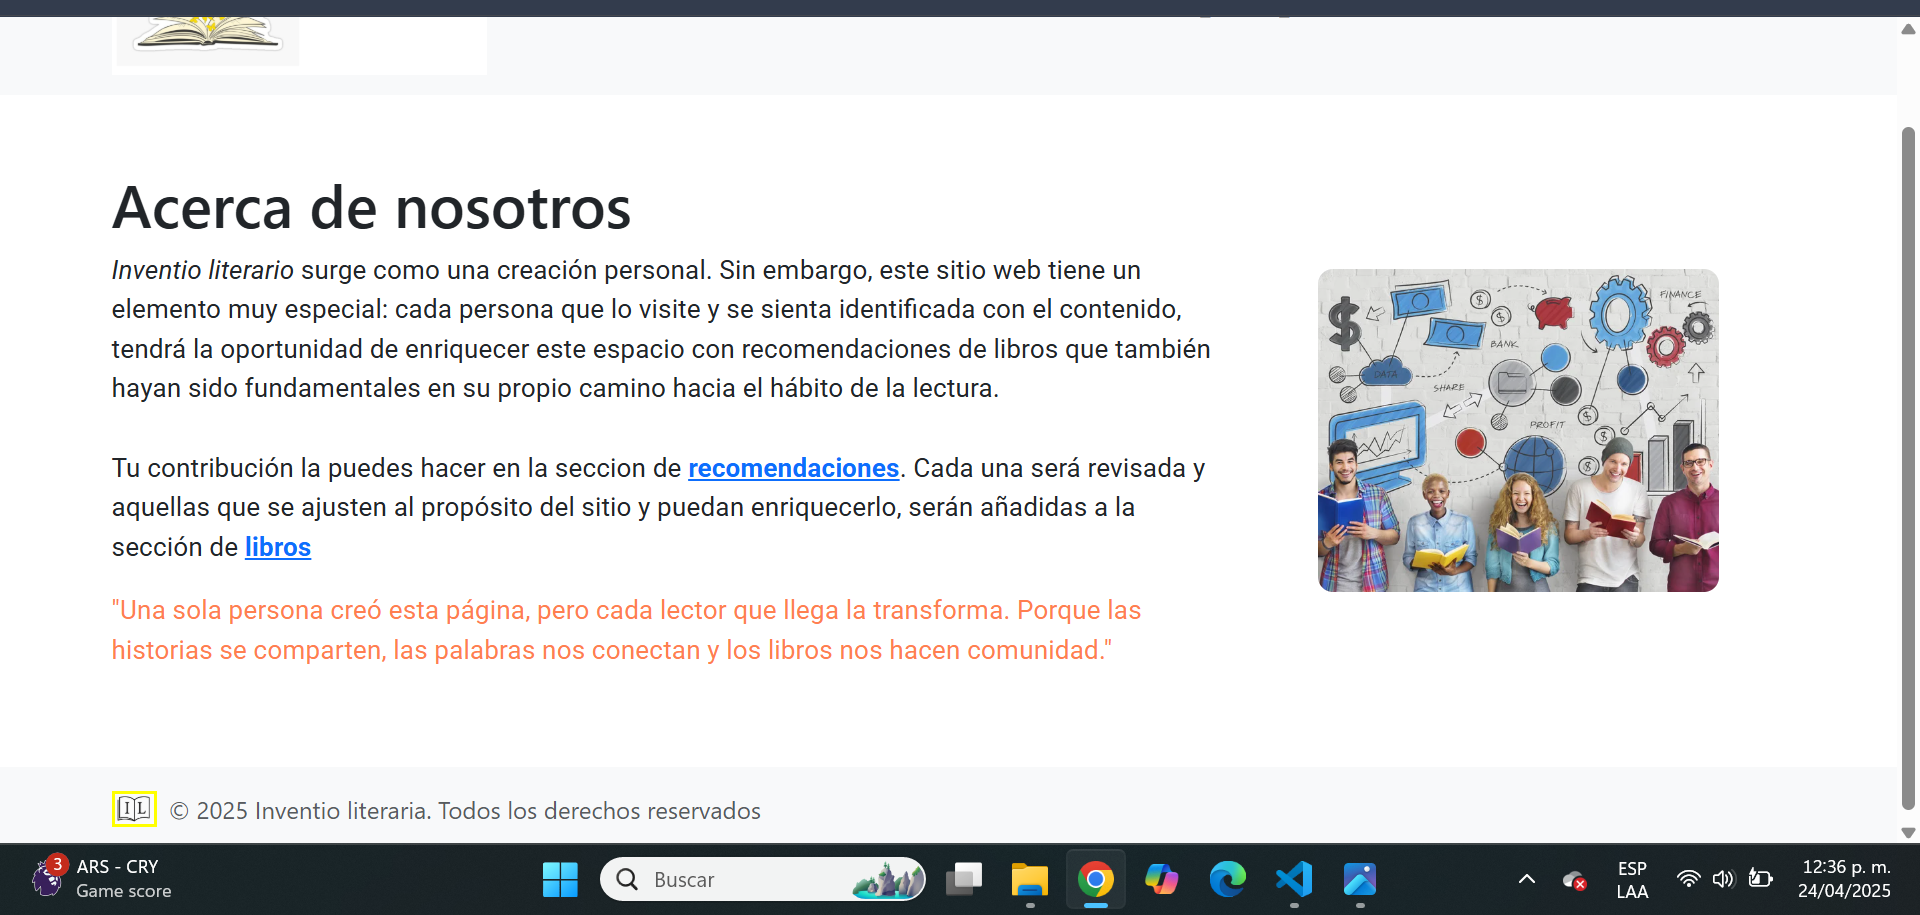 Acerca de nosotros
Inventio literario surge como una creación personal. Sin embargo, este sitio web tiene un
elemento muy especial: cada persona que lo visite y se sienta identificada con el contenido,
tendrá la oportunidad de enriquecer este espacio con recomendaciones de libros que también
hayan sido fundamentales en su propio camino hacia el hábito de la lectura.
Tu contribución la puedes hacer en la seccion de recomendaciones. Cada una será revisada y
aquellas que se ajusten al propósito del sitio y puedan enriquecerlo, serán añadidas a la
sección de libros
"Una sola persona creó esta página, pero cada lector que llega la transforma. Porque las
historias se comparten, las palabras nos conectan y los libros nos hacen comunidad."
FINANCE
BANK
DATA
SHARE
PROFIT
IL © 2025 Inventio literaria. Todos los derechos reservados
3
ARS - CRY
Game score
Buscar
ESP
LAA
12:36 p. m.
24/04/2025